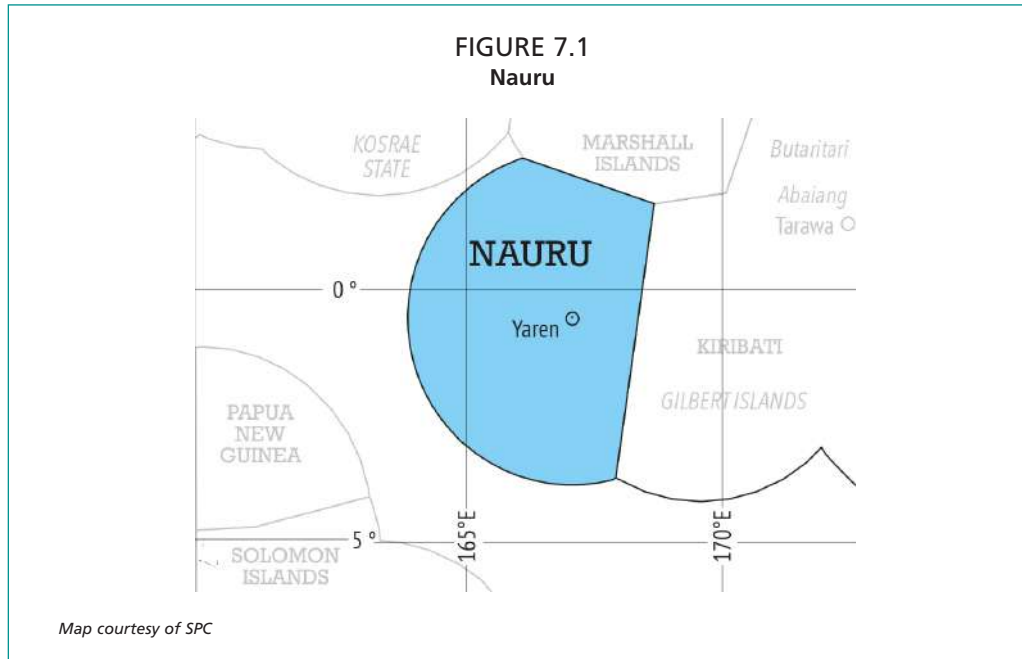 FIGURE 7.1
Nauru
KOSRAE
STATE
MARSHALL
ISLANDS
Butaritari
Abaiang
Tarawa
NAURU
0 °
Yaren
KIRIBATI
GILBERT ISLANDS
PAPUA
NEW
GUINEA
5 °
165°E
170°E
SOLOMON
ISLANDS
Map courtesy of SPC